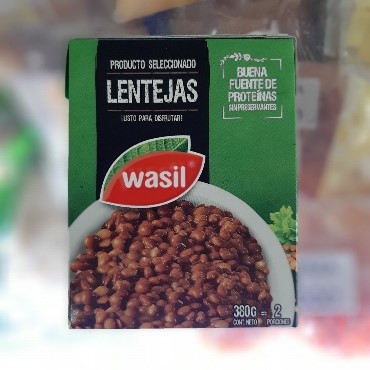 PRODUCTO SELECCIONADO
LENTEJAS
LISTO PARA DISFRUTAR!
BUENA
FUENTE DE
PROTEÍNAS
SIN PRESERVANTES
wasil
380G = 2
CONT. NETO PORCIONES